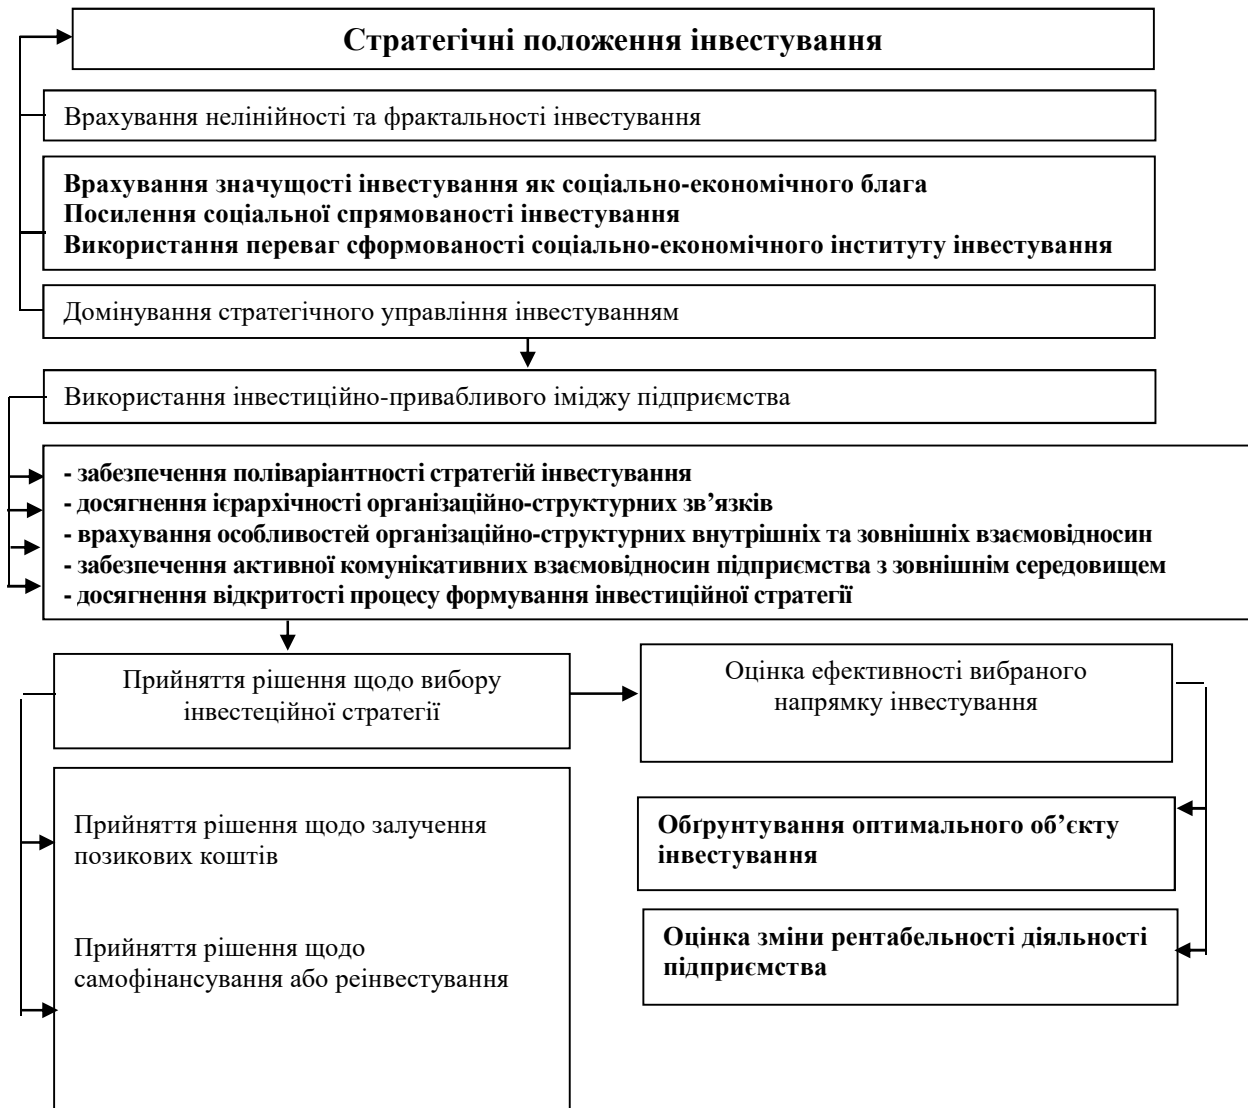 Стратегічні положення інвестування
Врахування нелінійності та фрактальності інвестування
Врахування значущості інвестування як соціально-економічного блага
Посилення соціальної спрямованості інвестування
Використання переваг сформованості соціально-економічного інституту інвестування
Домінування стратегічного управління інвестуванням
Використання інвестиційно-привабливого іміджу підприємства
- забезпечення поліваріантності стратегій інвестування
- досягнення ієрархічності організаційно-структурних зв’язків
- врахування особливостей організаційно-структурних внутрішніх та зовнішніх взаємовідносин
- забезпечення активної комунікативних взаємовідносин підприємства з зовнішнім середовищем
- досягнення відкритості процесу формування інвестиційної стратегії
Прийняття рішення щодо вибору
інвестеційної стратегії
Оцінка ефективності вибраного
напрямку інвестування
Прийняття рішення щодо залучення
позикових коштів
Прийняття рішення щодо
самофінансування або реінвестування
Обґрунтування оптимального об’єкту
інвестування
Оцінка зміни рентабельності діяльності
підприємства